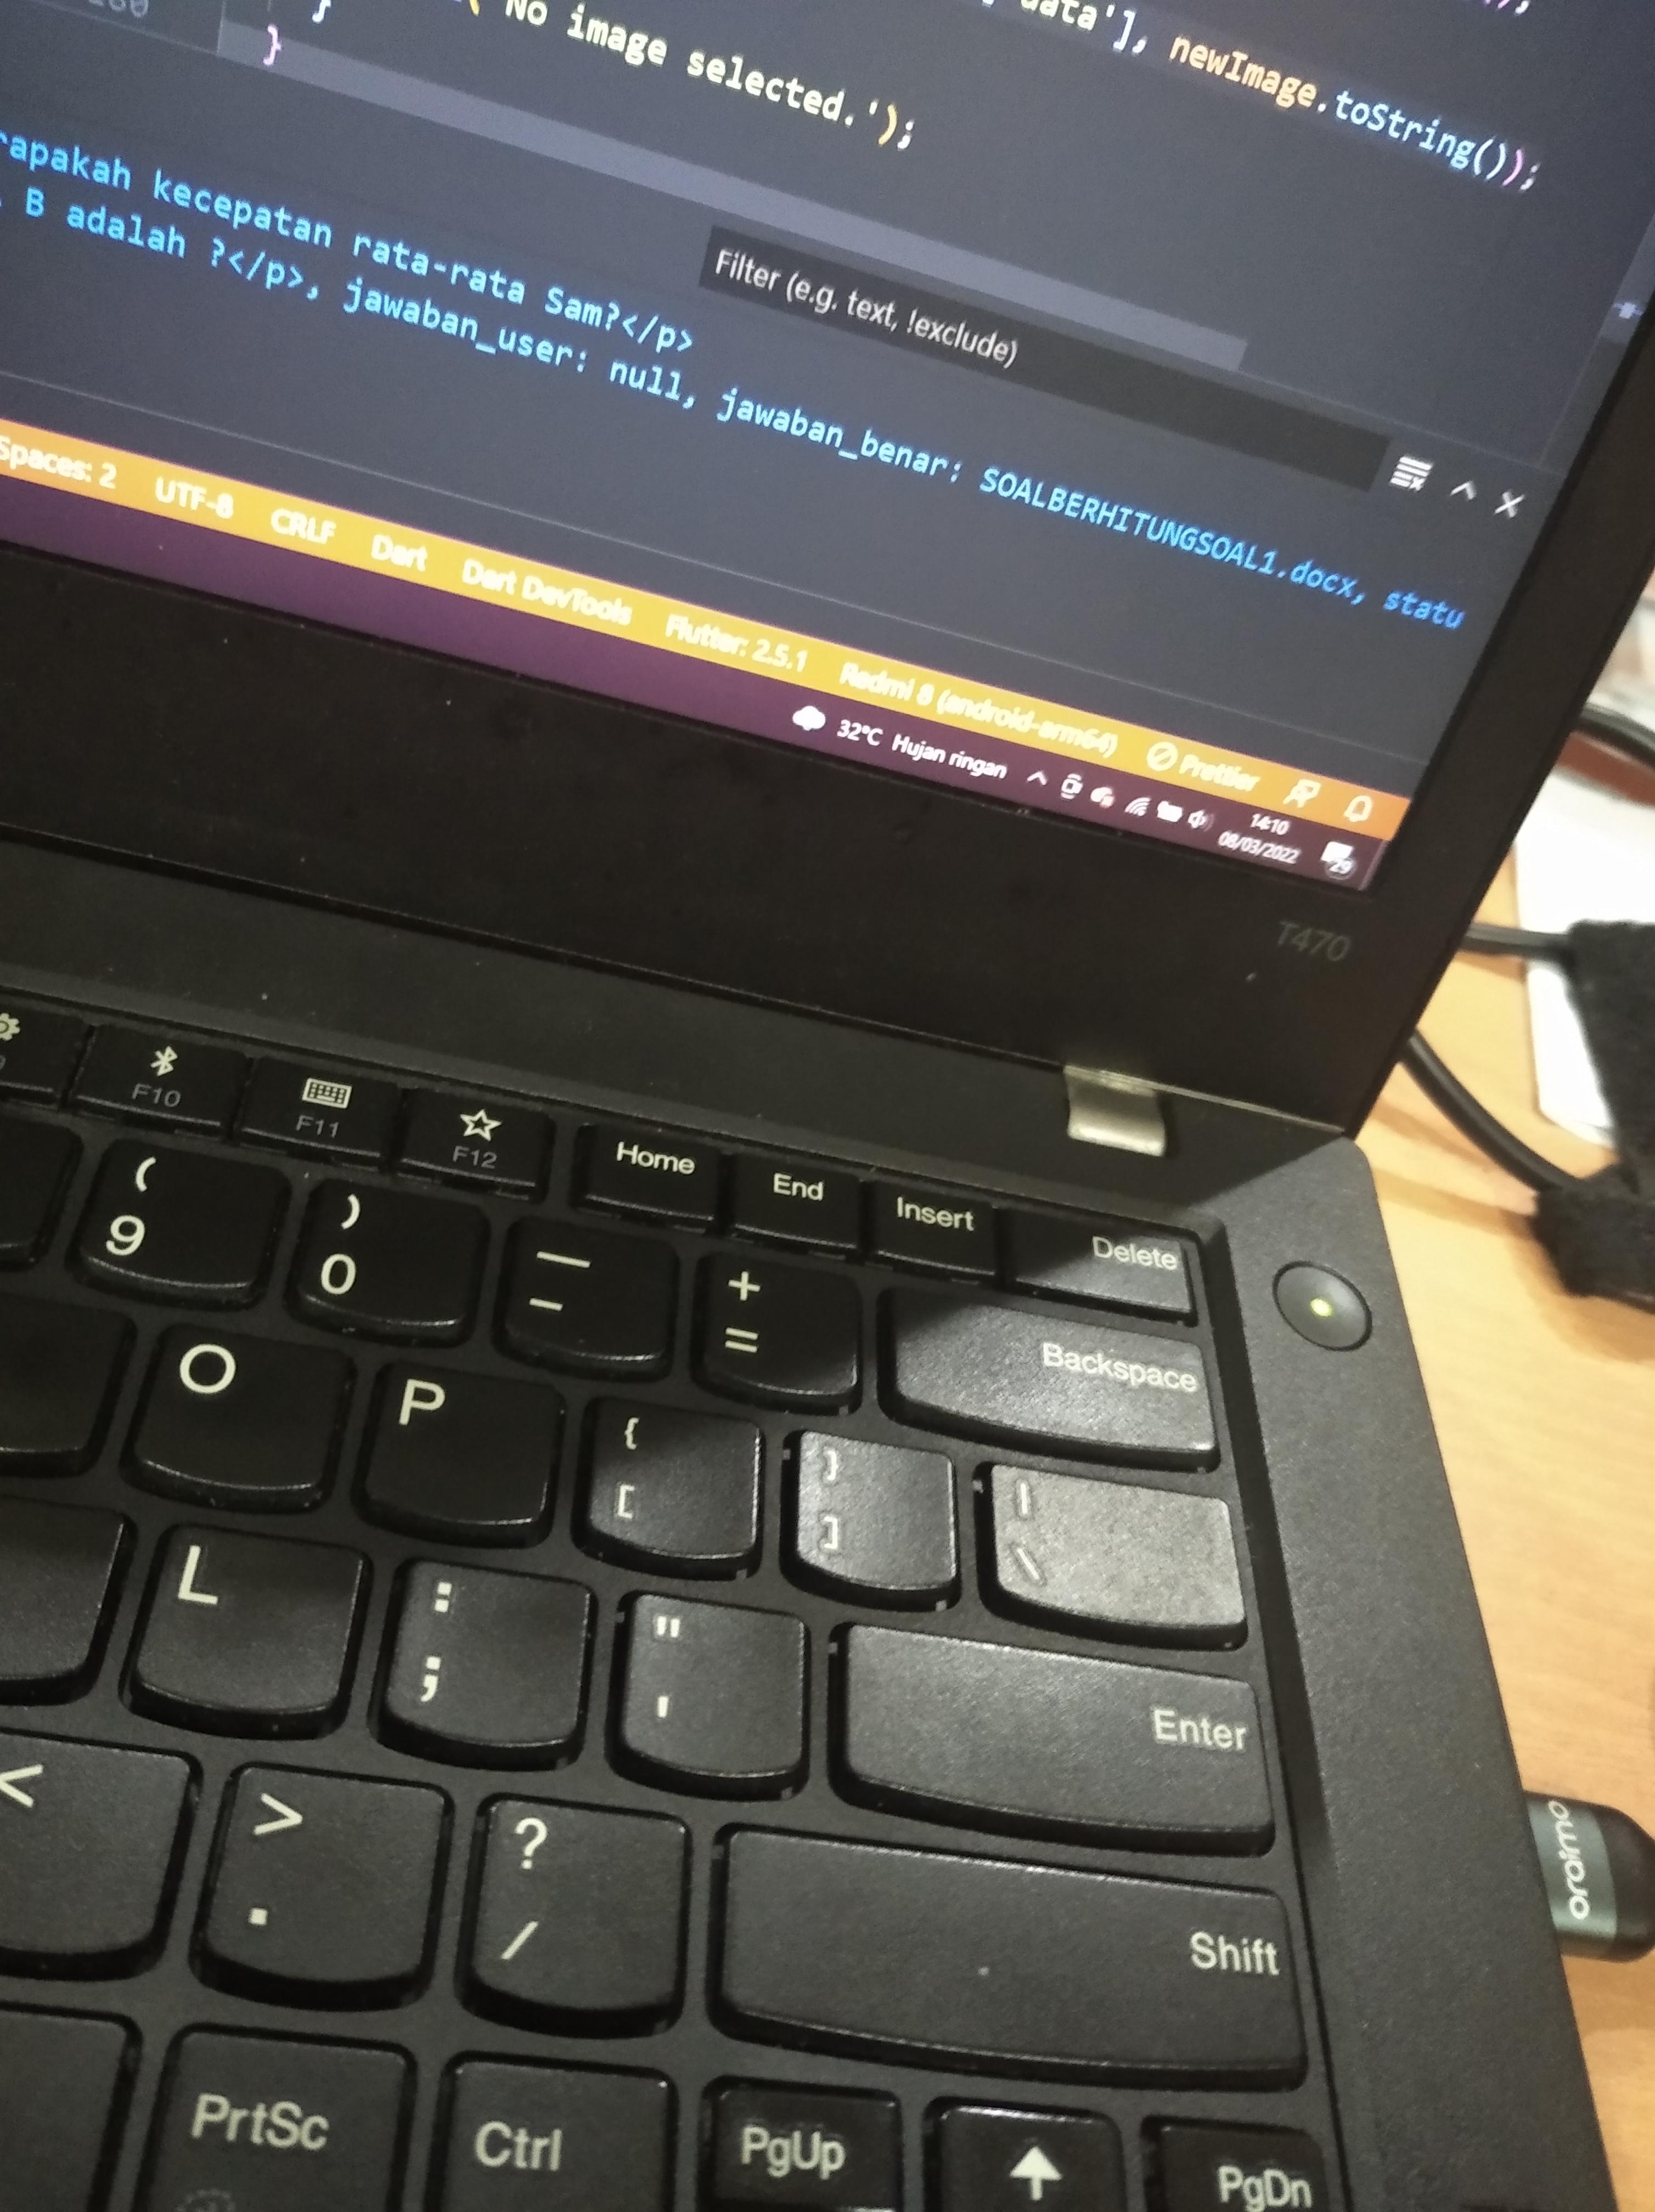 data'], newImage.toString());
}
No image selected.');
}
rapakah kecepatan rata-rata Sam?</p>
B adalah ?</p>, jawaban_user: null, jawaban_benar: SOALBERHITUNGSOAL1.docx, statu
Filter (e.g. text, !exclude)
Spaces: 2 UTF-8 CRLF Dart Dart DevTools Flutter: 2.5.1 Redmi 8 (android-arm64) Prettier
32°C Hujan ringan 14:10
08/03/2022 29
T470
F10 F11 F12 Home End Insert Delete
( ) — +
9 0 - = Backspace
O P { } |
[ ] \
L : "
; ' Enter
< > ?
. / Shift
PrtSc Ctrl PgUp PgDn
oraimo